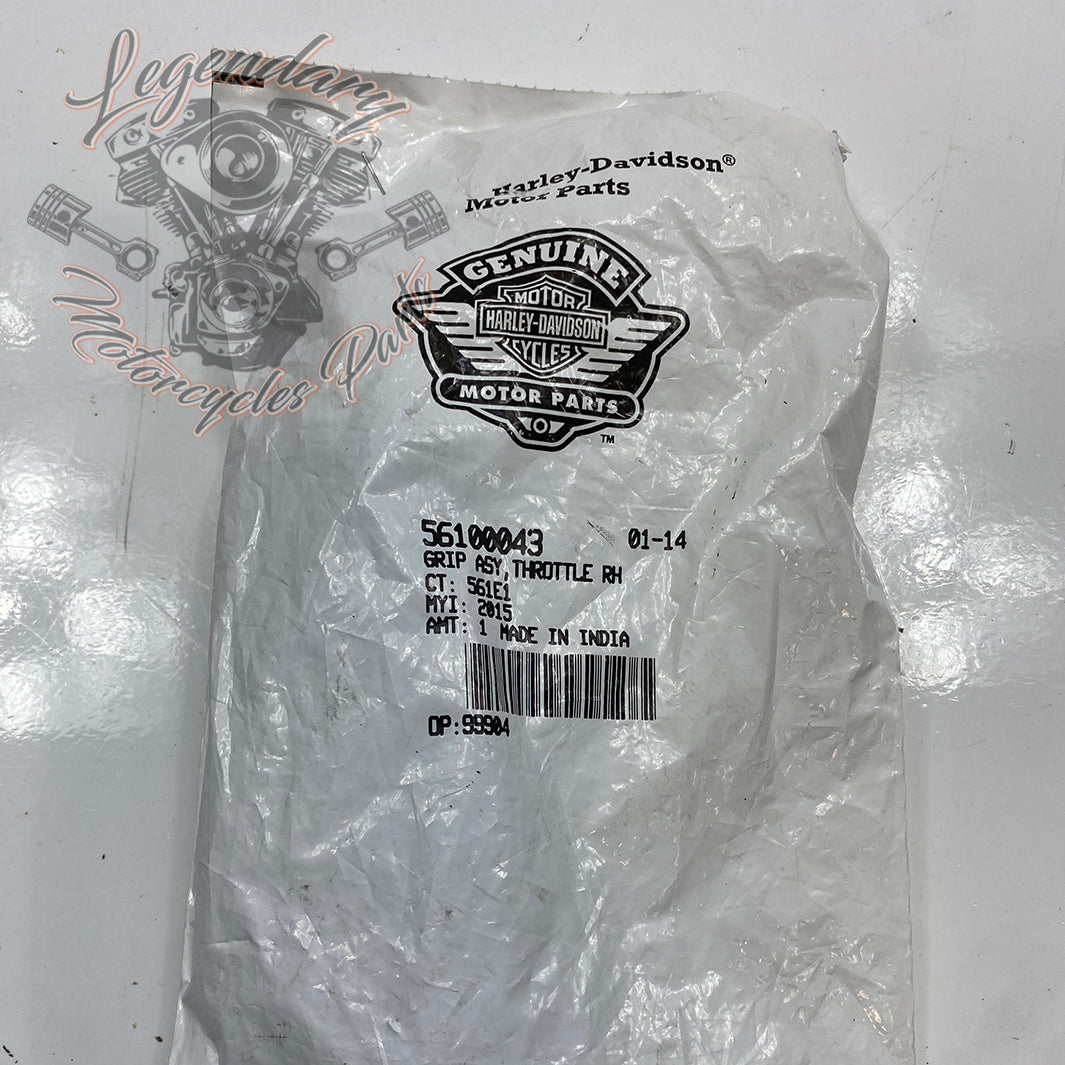 Legendary
Motorcycles Parts
Harley-Davidson®
Motor Parts
GENUINE
MOTOR
HARLEY-DAVIDSON
CYCLES
MOTOR PARTS
TM
56100043 01-14
GRIP ASY,THROTTLE RH
CT: 561E1
MYI: 2015
AMT: 1 MADE IN INDIA
OP:99904